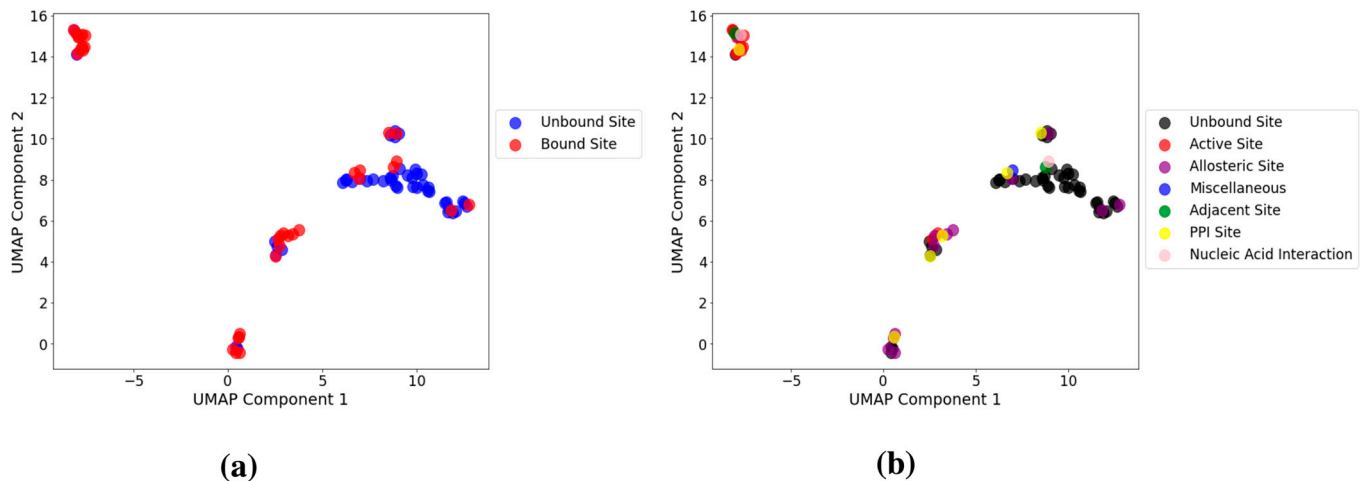 16
14
12
10
8
6
4
2
0
UMAP Component 2
−5
0
5
10
UMAP Component 1
Unbound Site
Bound Site
(a)
16
14
12
10
8
6
4
2
0
UMAP Component 2
−5
0
5
10
UMAP Component 1
Unbound Site
Active Site
Allosteric Site
Miscellaneous
Adjacent Site
PPI Site
Nucleic Acid Interaction
(b)